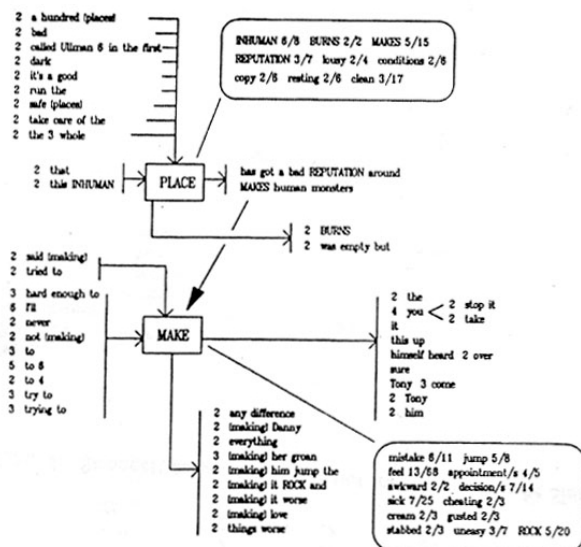 2 a hundred (places)
2 bad
2 called Ullman 6 in the first
2 dark
2 it's a good
2 run the
2 safe (places)
2 take care of the
2 the 3 whole
INHUMAN 6/8 BURNS 2/2 MAKES 5/15
REPUTATION 3/7 lousy 2/4 conditions 2/6
copy 2/6 resting 2/6 clean 3/17
2 that
2 this INHUMAN
PLACE
has got a bad REPUTATION around
MAKES human monsters
2 BURNS
2 was empty but
2 said (making)
2 tried to
3 hard enough to
6 I'll
2 never
2 not (making)
3 to
5 to 6
2 to 4
3 try to
3 trying to
MAKE
2 the
4 you
2 stop it
2 take
it
this up
himself heard 2 over
sure
Tony 3 come
2 Tony
2 him
2 any difference
2 (making) Danny
2 everything
3 (making) her groan
2 (making) him jump the
2 (making) it ROCK and
2 (making) it worse
2 (making) love
2 things worse
mistake 6/11 jump 5/8
feel 13/68 appointment/s 4/5
awkward 2/2 decision/s 7/14
sick 7/25 cheating 2/3
cream 2/3 gusted 2/3
stabbed 2/3 uneasy 3/7 ROCK 5/20